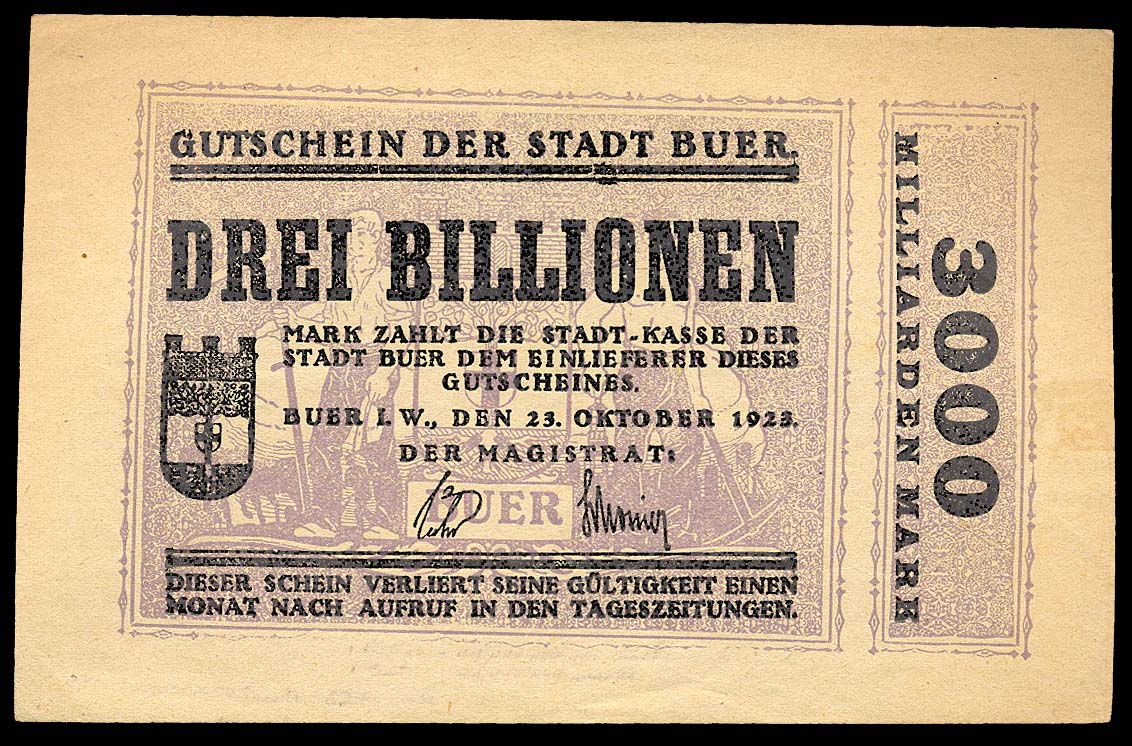 GUTSCHEIN DER STADT BUER.
DREI BILLIONEN
MARK ZAHLT DIE STADT-KASSE DER
STADT BUER DEM EINLIEFERER DIESES
GUTSCHEINES.
BUER I. W., DEN 23. OKTOBER 1923.
DER MAGISTRAT:
BUER
DIESER SCHEIN VERLIERT SEINE GÜLTIGKEIT EINEN
MONAT NACH AUFRUF IN DEN TAGESZEITUNGEN.
3000
MILLIARDEN MARK